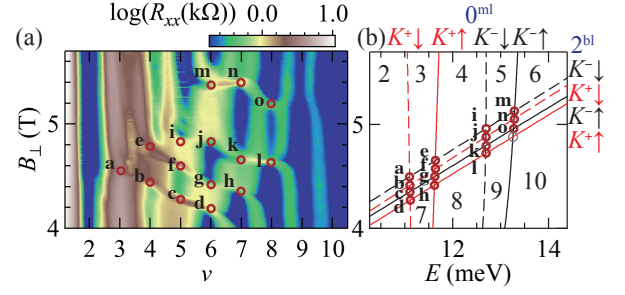 log(Rxx(kΩ) 0.0 1.0
(a)
B⊥ (T)
5
4
m n
o
i j
e
k
f l
a
g
b h
c
d
2 3 4 5 6 7 8 9 10
ν
(b) 0ml
K+↓ K+↑ K−↓ K−↑ 2bl
2 3 4 5 6
K−↓
K+↓
K−↑
K+↑
5
4
m
i n
j o
k
l
e
f
a g
b h
c
d
7 8 9 10
12 14
E (meV)